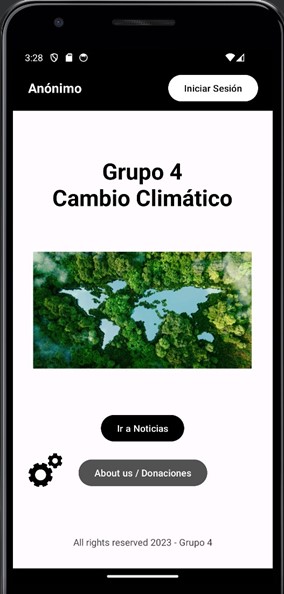 3:28
Anónimo
Iniciar Sesión
Grupo 4
Cambio Climático
Ir a Noticias
About us / Donaciones
All rights reserved 2023 - Grupo 4